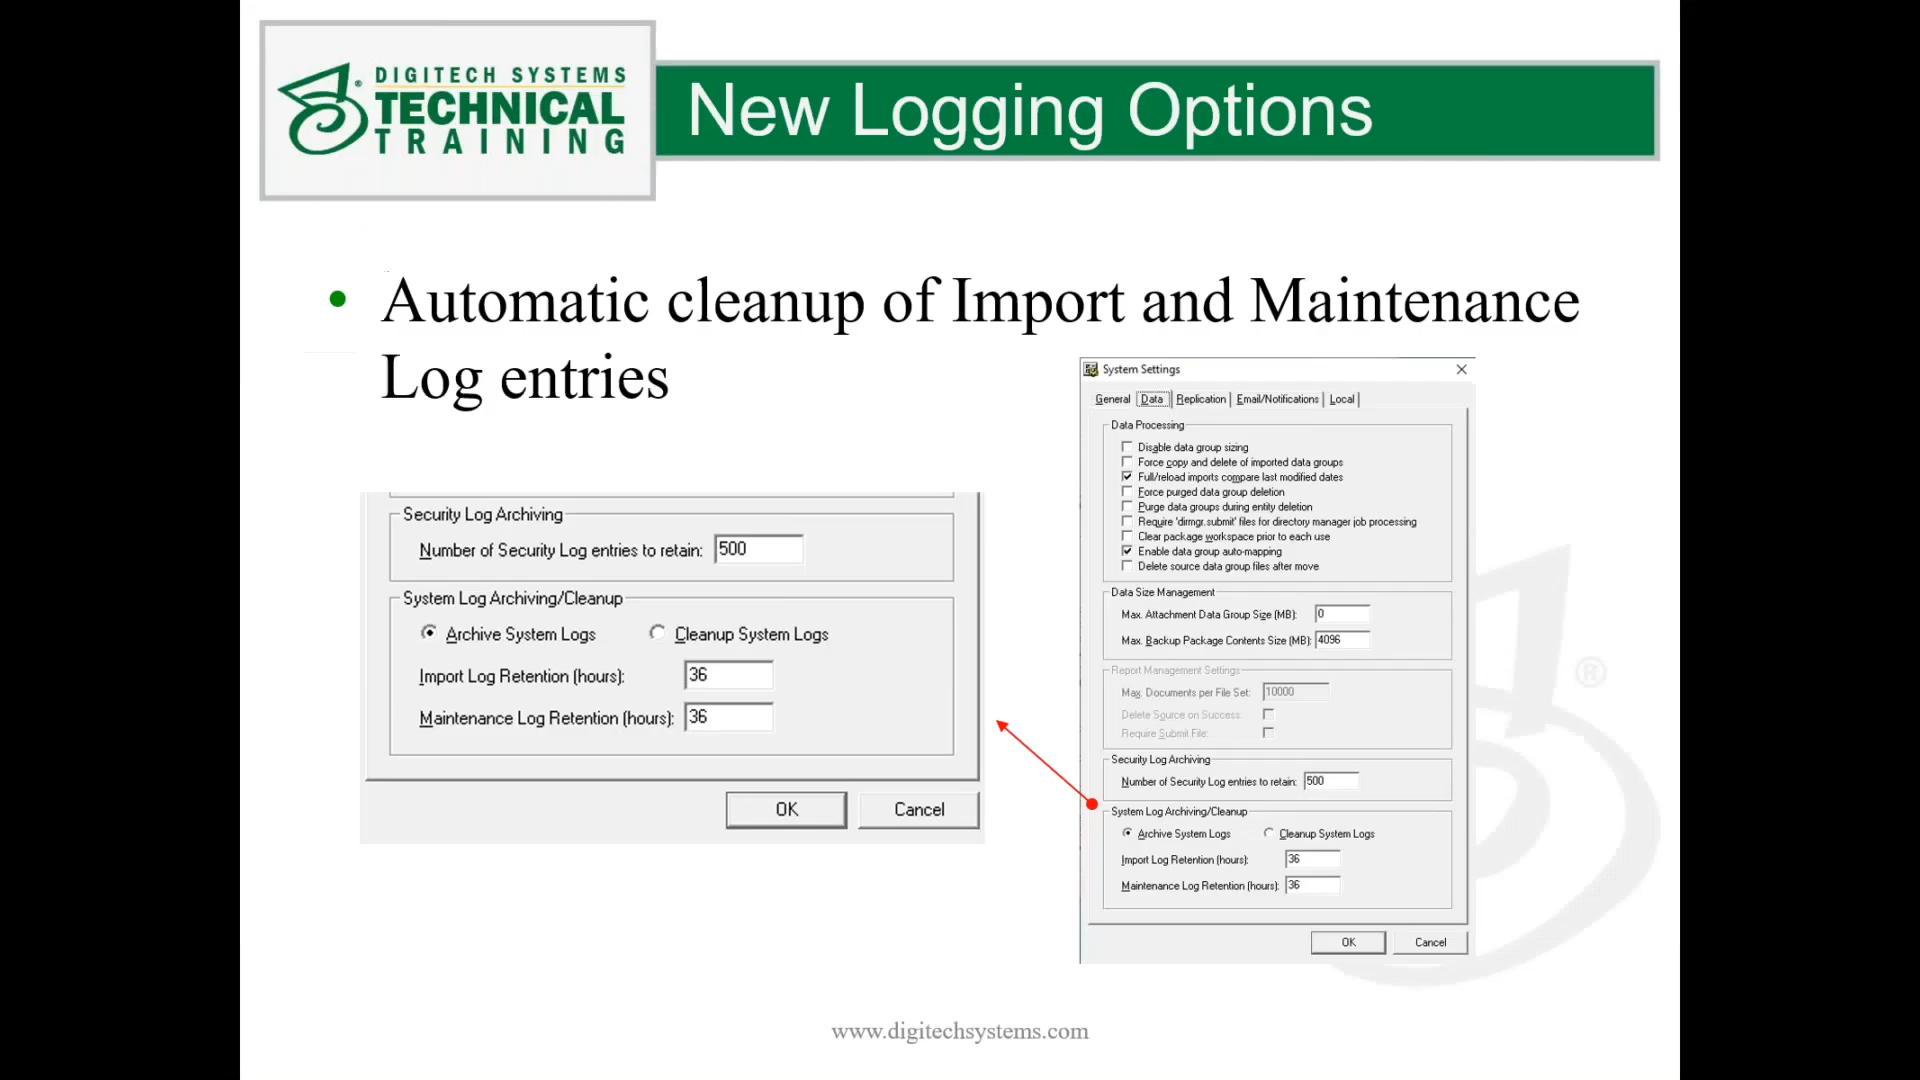 DIGITECH SYSTEMS
TECHNICAL
TRAINING
®
New Logging Options
• Automatic cleanup of Import and Maintenance
Log entries
Security Log Archiving
Number of Security Log entries to retain: 500
System Log Archiving/Cleanup
Archive System Logs Cleanup System Logs
Import Log Retention (hours): 36
Maintenance Log Retention (hours): 36
OK Cancel
System Settings
General Data Replication Email/Notifications Local
Data Processing
Disable data group sizing
Force copy and delete of imported data groups
Full/reload imports compare last modified dates
Force purged data group deletion
Purge data groups during entity deletion
Require 'dirmgr.submit' files for directory manager job processing
Clear package workspace prior to each use
Enable data group auto-mapping
Delete source data group files after move
Data Size Management
Max. Attachment Data Group Size (MB): 0
Max. Backup Package Contents Size (MB): 4096
Report Management Settings
Max. Documents per File Set: 10000
Delete Source on Success:
Require Submit File:
Security Log Archiving
Number of Security Log entries to retain: 500
System Log Archiving/Cleanup
Archive System Logs Cleanup System Logs
Import Log Retention (hours): 36
Maintenance Log Retention (hours): 36
OK Cancel
®
www.digitechsystems.com